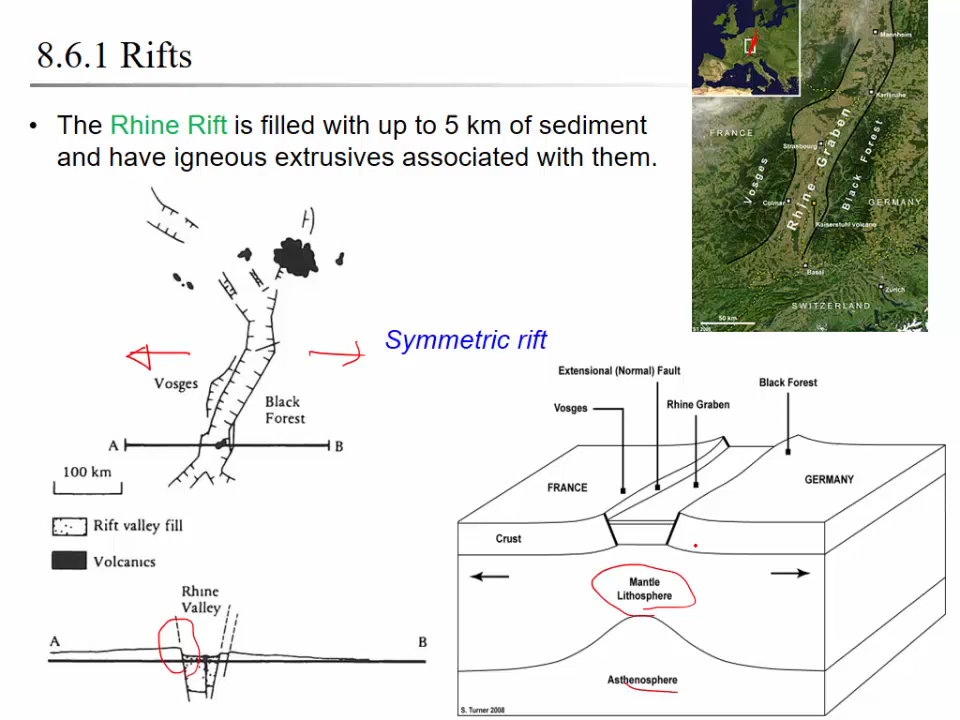 8.6.1 Rifts
• The Rhine Rift is filled with up to 5 km of sediment
and have igneous extrusives associated with them.
Mannheim
Karlsruhe
FRANCE
Strasbourg
Vosges
Rhine Graben
Black Forest
Colmar
GERMANY
Kaiserstuhl volcano
Basel
Zurich
SWITZERLAND
50 km
Symmetric rift
Vosges
Black
Forest
A
B
100 km
Rift valley fill
Volcanics
Rhine
Valley
A
B
Extensional (Normal) Fault
Black Forest
Vosges
Rhine Graben
FRANCE
GERMANY
Crust
Mantle
Lithosphere
Asthenosphere
S. Turner 2008